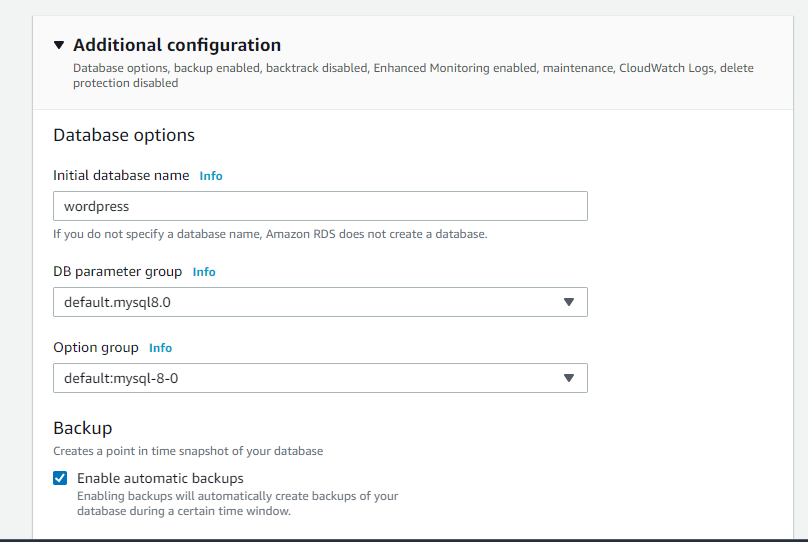 Additional configuration
Database options, backup enabled, backtrack disabled, Enhanced Monitoring enabled, maintenance, CloudWatch Logs, delete
protection disabled
Database options
Initial database name Info
wordpress
If you do not specify a database name, Amazon RDS does not create a database.
DB parameter group Info
default.mysql8.0
Option group Info
default:mysql-8-0
Backup
Creates a point in time snapshot of your database
Enable automatic backups
Enabling backups will automatically create backups of your
database during a certain time window.